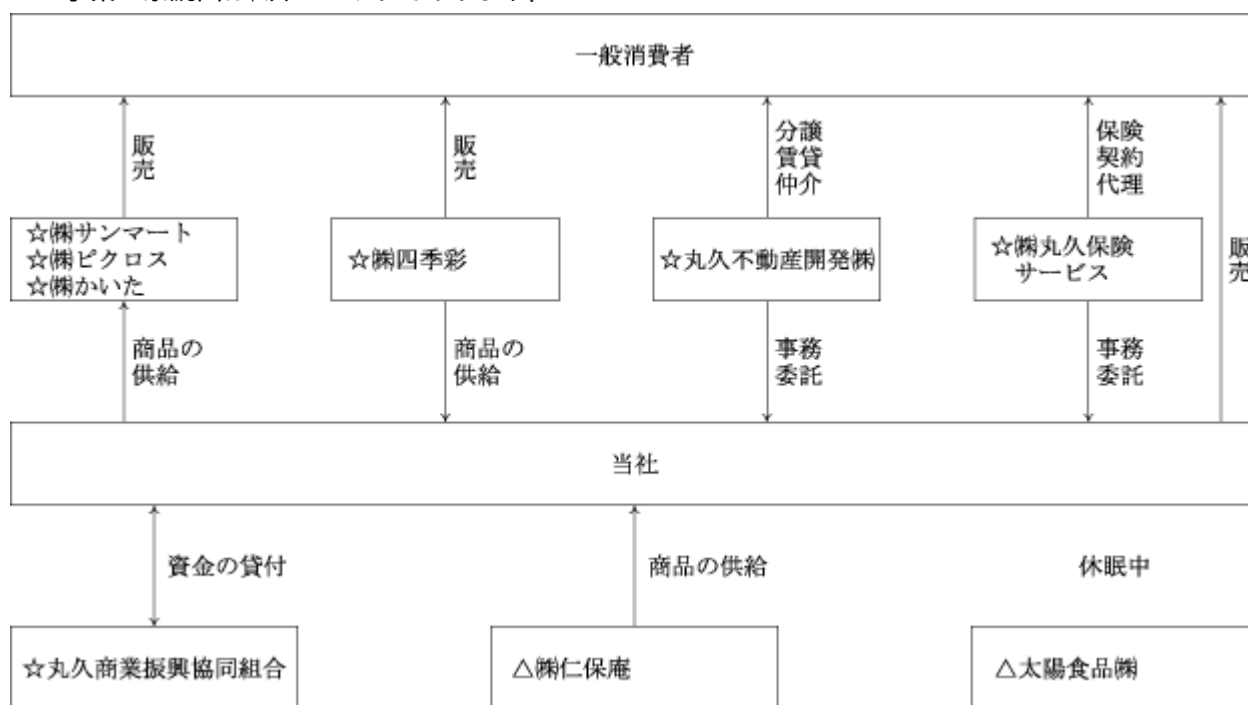 一般消費者
販売
販売
分譲
賃貸
仲介
保険
契約
代理
☆㈱サンマート
☆㈱ピクロス
☆㈱かいた
☆㈱四季彩
☆丸久不動産開発㈱
☆㈱丸久保険
サービス
販売
商品の
供給
商品の
供給
事務
委託
事務
委託
当社
資金の貸付
商品の供給
休眠中
☆丸久商業振興協同組合
△㈱仁保庵
△太陽食品㈱